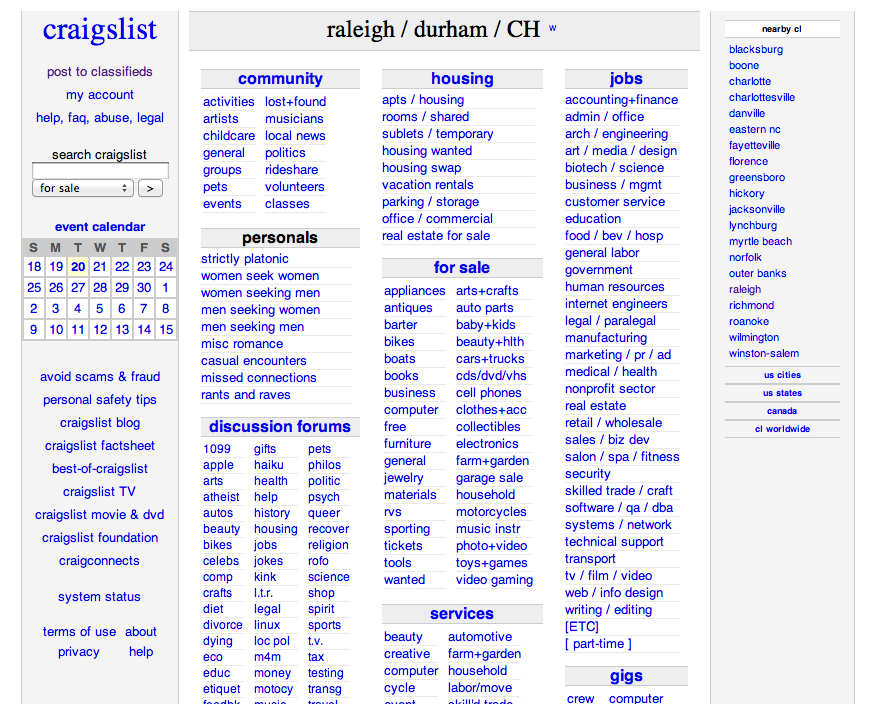 craigslist
post to classifieds
my account
help, faq, abuse, legal
search craigslist
for sale >
event calendar
S M T W T F S
18 19 20 21 22 23 24
25 26 27 28 29 30 1
2 3 4 5 6 7 8
9 10 11 12 13 14 15
avoid scams & fraud
personal safety tips
craigslist blog
craigslist factsheet
best-of-craigslist
craigslist TV
craigslist movie & dvd
craigslist foundation
craigconnects
system status
terms of use about
privacy help
raleigh / durham / CH w
community
activities lost+found
artists musicians
childcare local news
general politics
groups rideshare
pets volunteers
events classes
personals
strictly platonic
women seek women
women seeking men
men seeking women
men seeking men
misc romance
casual encounters
missed connections
rants and raves
discussion forums
1099 gifts pets
apple haiku philos
arts health politic
atheist help psych
autos history queer
beauty housing recover
bikes jobs religion
celebs jokes rofo
comp kink science
crafts l.t.r. shop
diet legal spirit
divorce linux sports
dying loc pol t.v.
eco m4m tax
educ money testing
etiquet motocy transg
housing
apts / housing
rooms / shared
sublets / temporary
housing wanted
housing swap
vacation rentals
parking / storage
office / commercial
real estate for sale
for sale
appliances arts+crafts
antiques auto parts
barter baby+kids
bikes beauty+hlth
boats cars+trucks
books cds/dvd/vhs
business cell phones
computer clothes+acc
free collectibles
furniture electronics
general farm+garden
jewelry garage sale
materials household
rvs motorcycles
sporting music instr
tickets photo+video
tools toys+games
wanted video gaming
services
beauty automotive
creative farm+garden
computer household
cycle labor/move
jobs
accounting+finance
admin / office
arch / engineering
art / media / design
biotech / science
business / mgmt
customer service
education
food / bev / hosp
general labor
government
human resources
internet engineers
legal / paralegal
manufacturing
marketing / pr / ad
medical / health
nonprofit sector
real estate
retail / wholesale
sales / biz dev
salon / spa / fitness
security
skilled trade / craft
software / qa / dba
systems / network
technical support
transport
tv / film / video
web / info design
writing / editing
[ETC]
[ part-time ]
gigs
crew computer
nearby cl
blacksburg
boone
charlotte
charlottesville
danville
eastern nc
fayetteville
florence
greensboro
hickory
jacksonville
lynchburg
myrtle beach
norfolk
outer banks
raleigh
richmond
roanoke
wilmington
winston-salem
us cities
us states
canada
cl worldwide